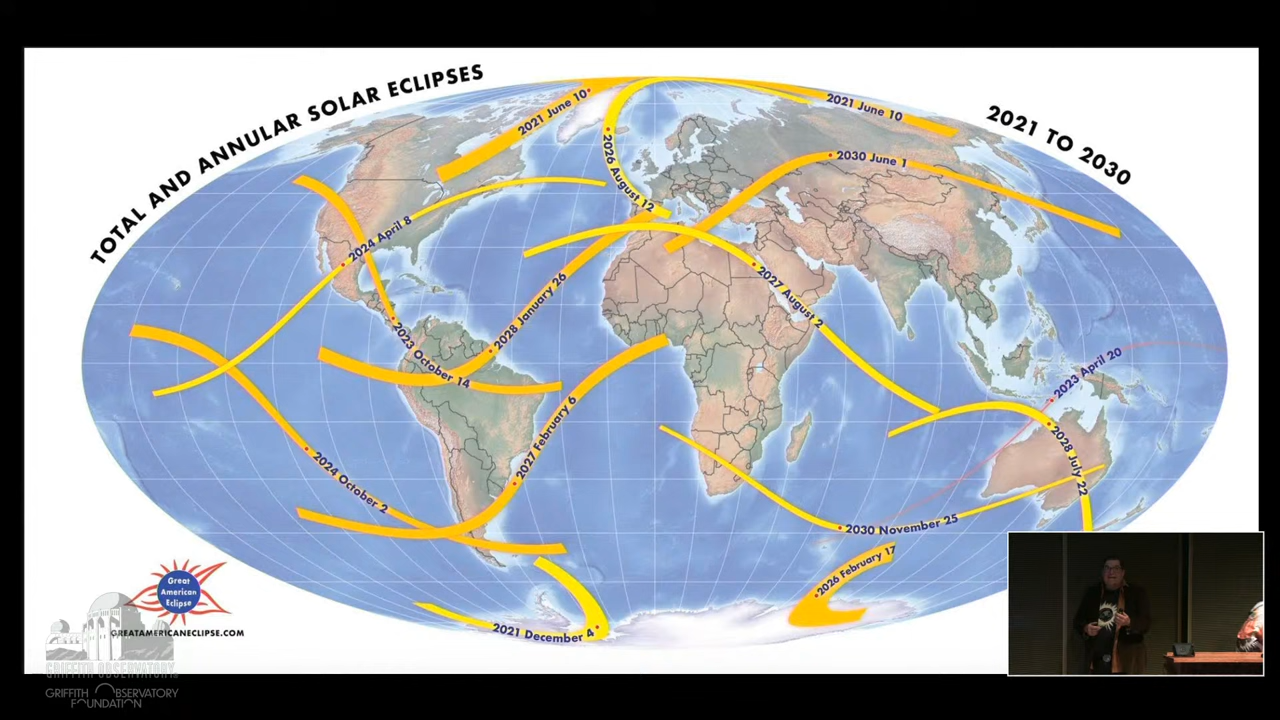 TOTAL AND ANNULAR SOLAR ECLIPSES
2021 TO 2030
2021 June 10
2021 June 10
2026 August 12
2030 June 1
2024 April 8
2028 January 26
2027 August 2
2023 October 14
2023 April 20
2027 February 6
2024 October 2
2028 July 22
2030 November 25
2026 February 17
2021 December 4
Great
American
Eclipse
GREATAMERICANECLIPSE.COM
GRIFFITH OBSERVATORY
GRIFFITH OBSERVATORY
FOUNDATION